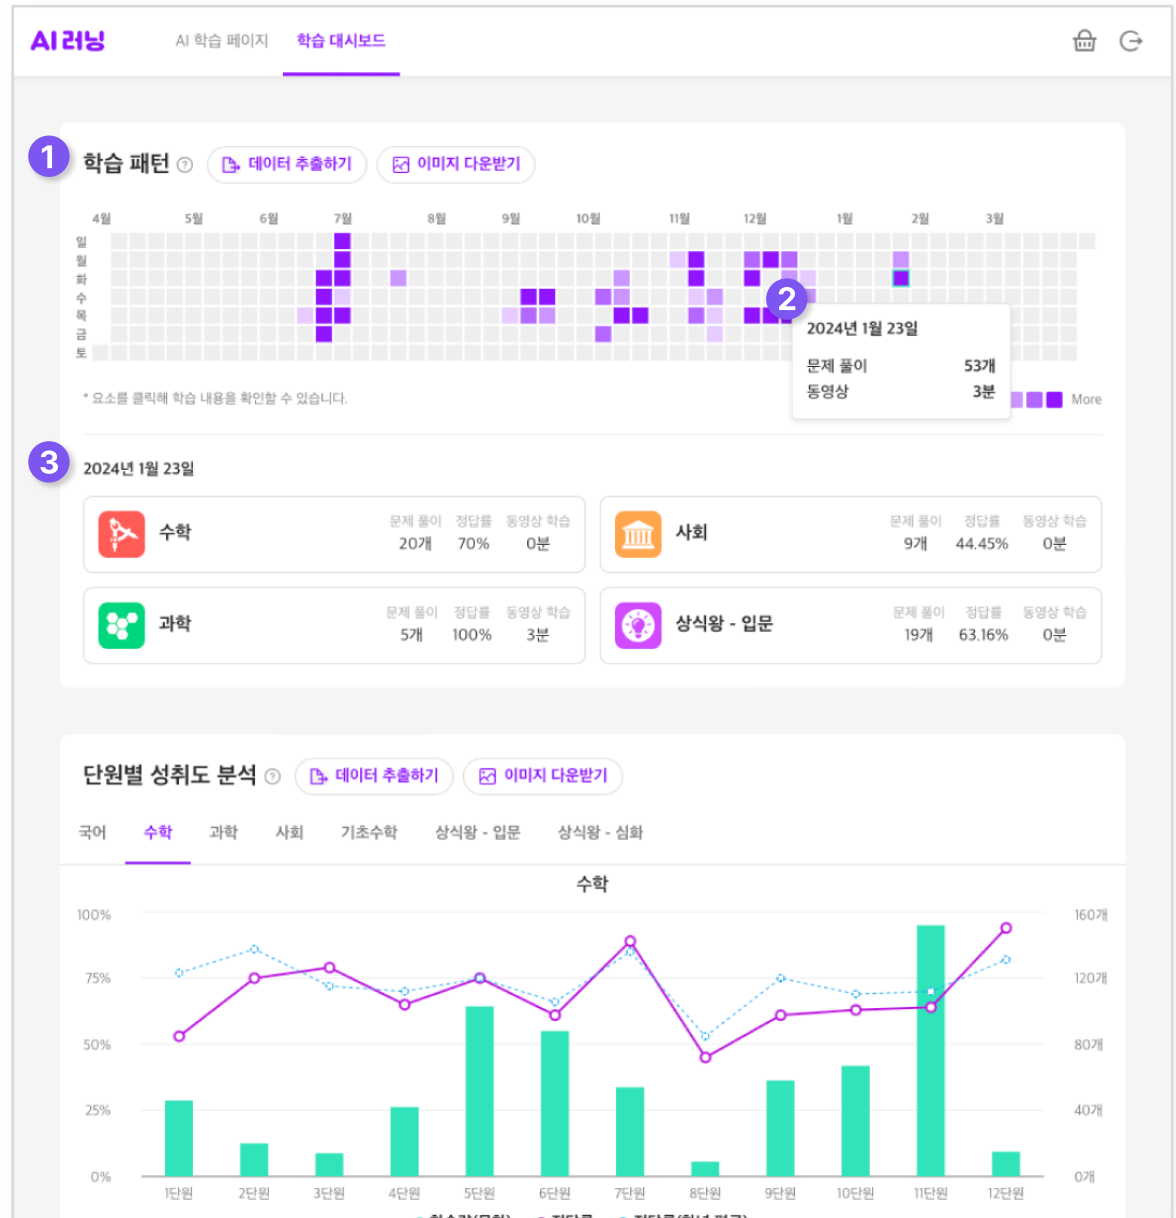 AI 러닝
AI 학습 페이지
학습 대시보드
1
학습 패턴
?
데이터 추출하기
이미지 다운받기
4월 5월 6월 7월 8월 9월 10월 11월 12월 1월 2월 3월
일
월
화
수
목
금
토
2
2024년 1월 23일
문제 풀이 53개
동영상 3분
* 요소를 클릭해 학습 내용을 확인할 수 있습니다.
More
3
2024년 1월 23일
수학
문제 풀이 정답률 동영상 학습
20개 70% 0분
사회
문제 풀이 정답률 동영상 학습
9개 44.45% 0분
과학
문제 풀이 정답률 동영상 학습
5개 100% 3분
상식왕 - 입문
문제 풀이 정답률 동영상 학습
19개 63.16% 0분
단원별 성취도 분석
?
데이터 추출하기
이미지 다운받기
국어 수학 과학 사회 기초수학 상식왕 - 입문 상식왕 - 심화
수학
100% 160개
75% 120개
50% 80개
25% 40개
0% 0개
1단원 2단원 3단원 4단원 5단원 6단원 7단원 8단원 9단원 10단원 11단원 12단원